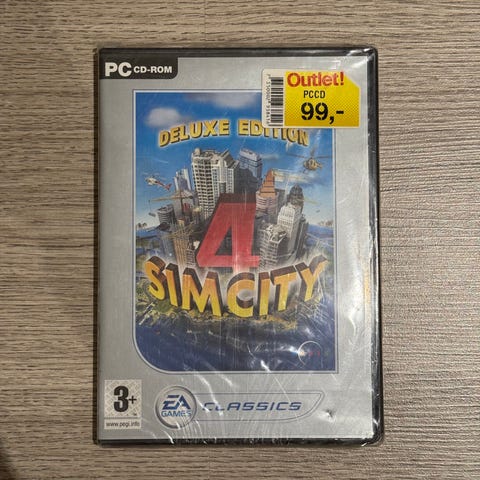 PC CD-ROM
Outlet!
PCCD
99,-
DELUXE EDITION
4
SIMCITY
3+
www.pegi.info
EA
GAMES
CLASSICS